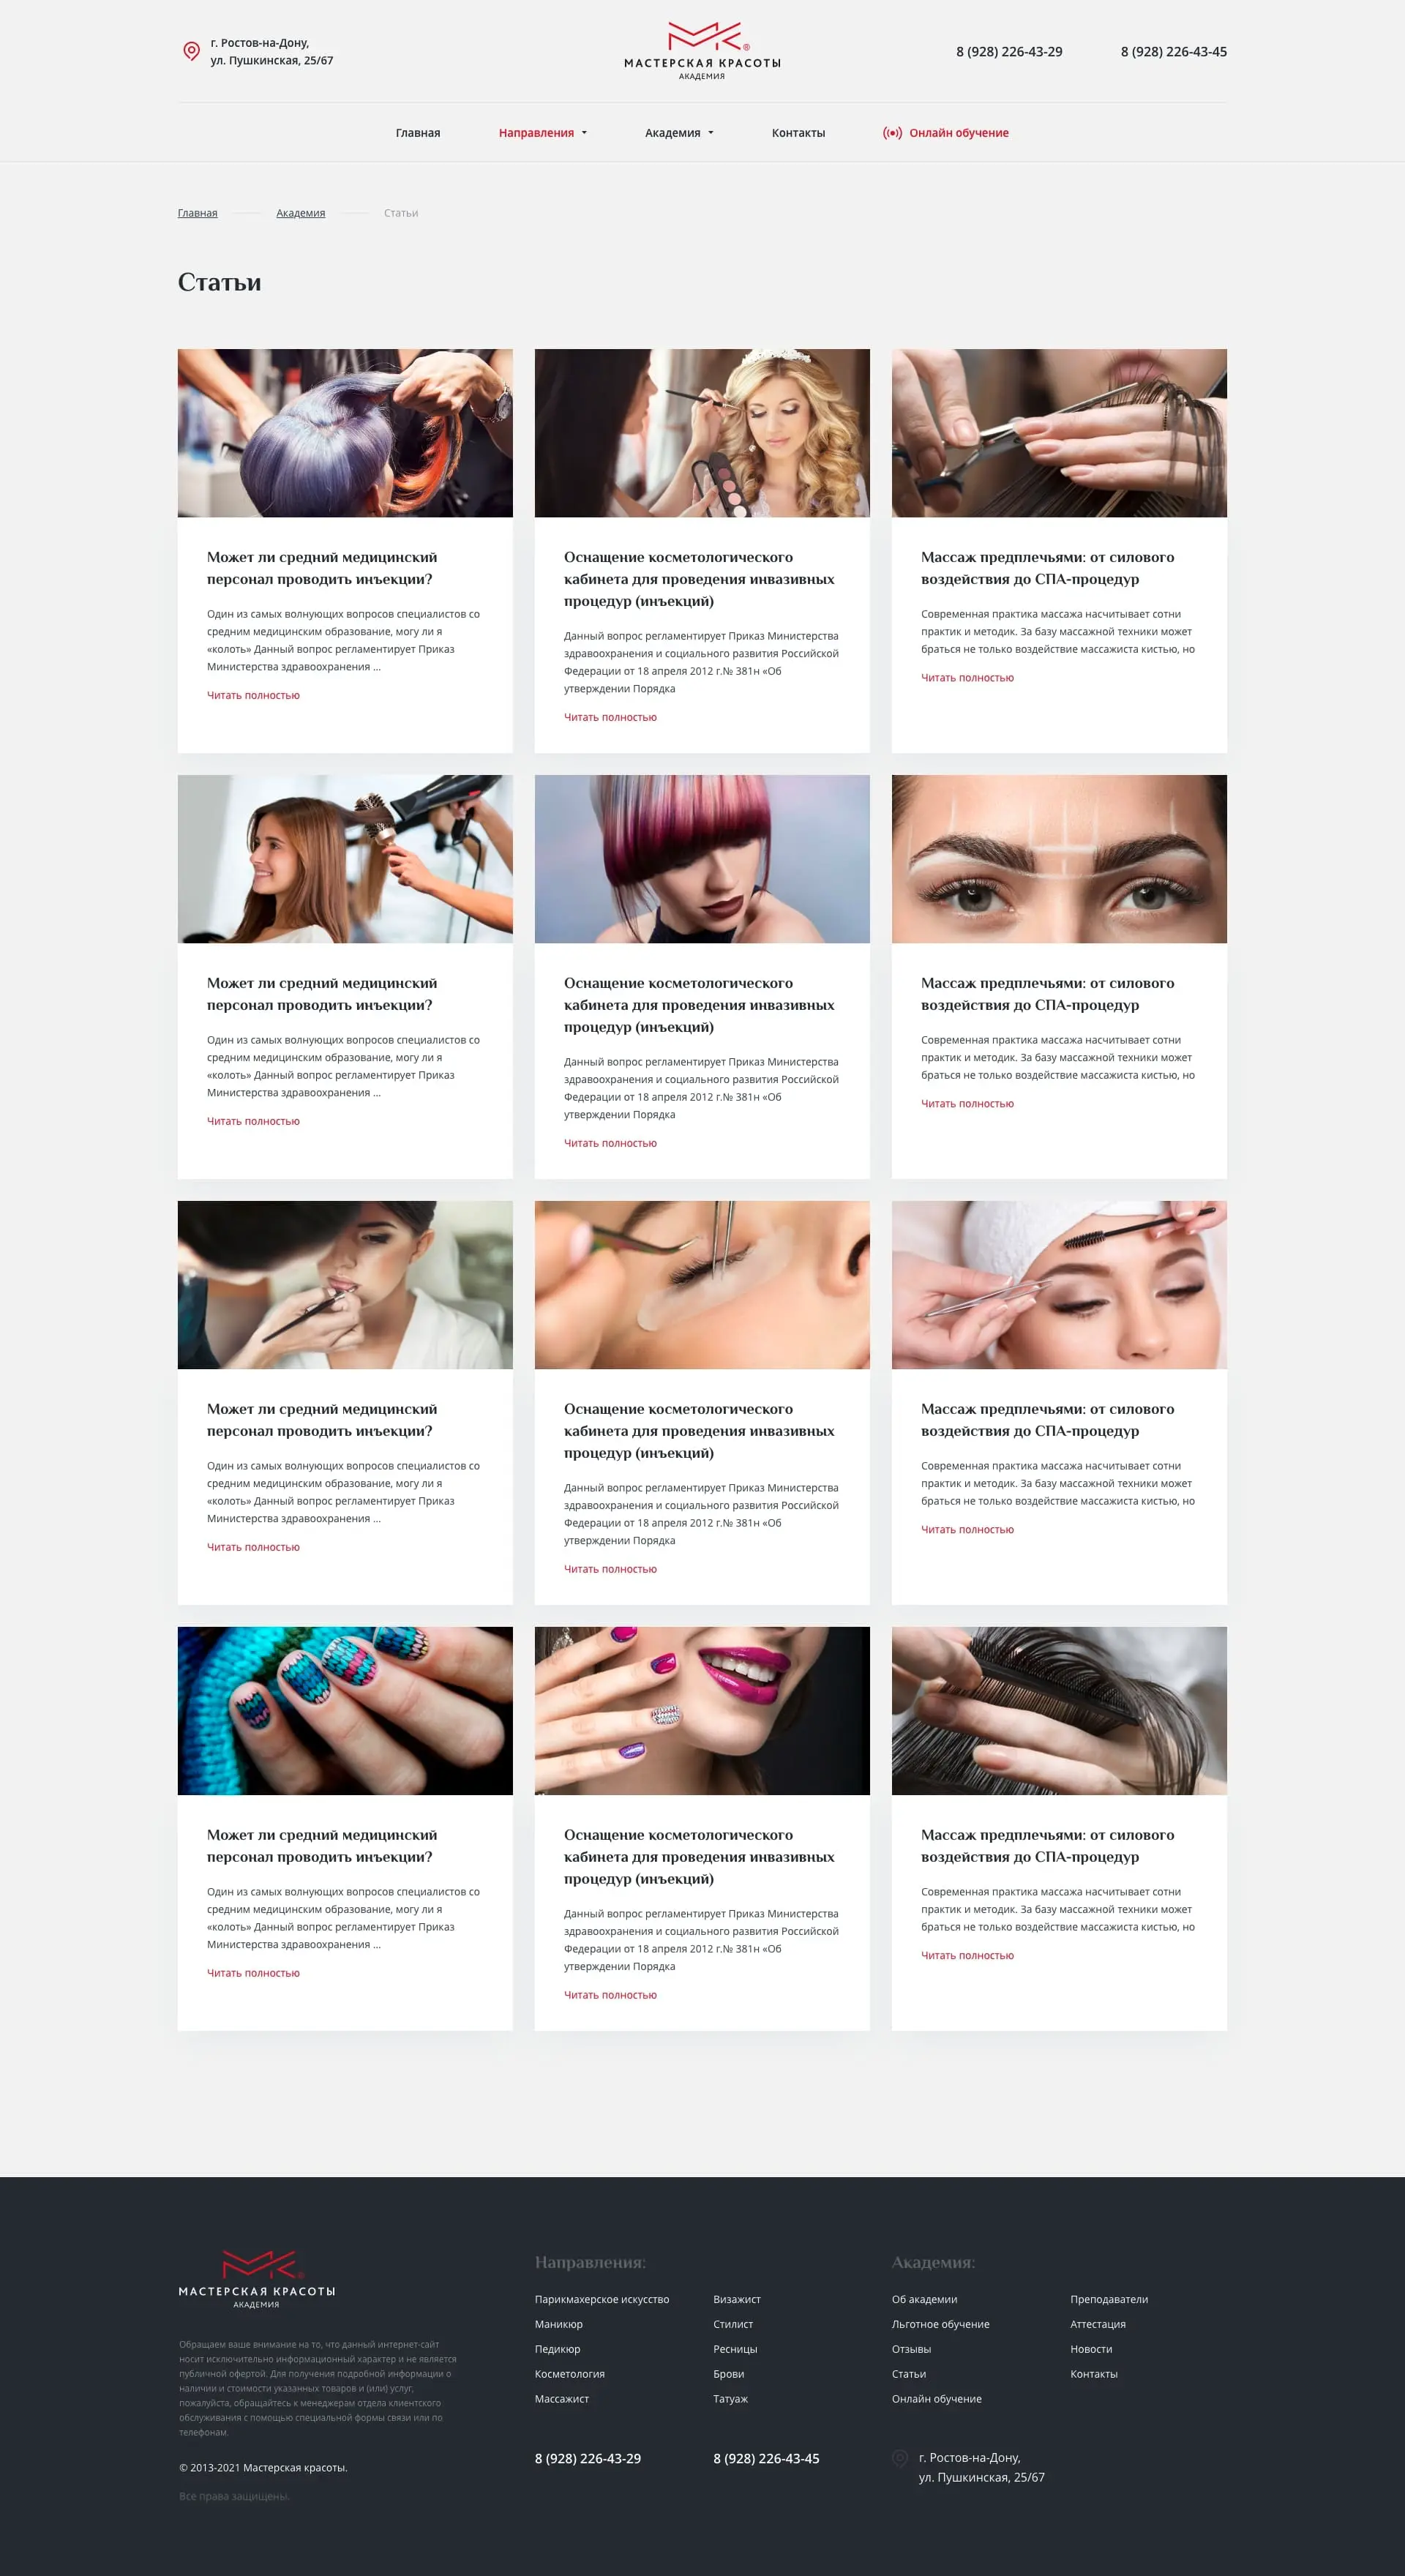 г. Ростов-на-Дону,
ул. Пушкинская, 25/67
МАСТЕРСКАЯ КРАСОТЫ
АКАДЕМИЯ
8 (928) 226-43-29
8 (928) 226-43-45
Главная
Направления
Академия
Контакты
Онлайн обучение
Главная
Академия
Статьи
Статьи
Может ли средний медицинский
персонал проводить инъекции?
Один из самых волнующих вопросов специалистов со
средним медицинским образование, могу ли я
«колоть» Данный вопрос регламентирует Приказ
Министерства здравоохранения ...
Читать полностью
Оснащение косметологического
кабинета для проведения инвазивных
процедур (инъекций)
Данный вопрос регламентирует Приказ Министерства
здравоохранения и социального развития Российской
Федерации от 18 апреля 2012 г.№ 381н «Об
утверждении Порядка
Читать полностью
Массаж предплечьями: от силового
воздействия до СПА-процедур
Современная практика массажа насчитывает сотни
практик и методик. За базу массажной техники может
браться не только воздействие массажиста кистью, но
Читать полностью
Может ли средний медицинский
персонал проводить инъекции?
Один из самых волнующих вопросов специалистов со
средним медицинским образование, могу ли я
«колоть» Данный вопрос регламентирует Приказ
Министерства здравоохранения ...
Читать полностью
Оснащение косметологического
кабинета для проведения инвазивных
процедур (инъекций)
Данный вопрос регламентирует Приказ Министерства
здравоохранения и социального развития Российской
Федерации от 18 апреля 2012 г.№ 381н «Об
утверждении Порядка
Читать полностью
Массаж предплечьями: от силового
воздействия до СПА-процедур
Современная практика массажа насчитывает сотни
практик и методик. За базу массажной техники может
браться не только воздействие массажиста кистью, но
Читать полностью
Может ли средний медицинский
персонал проводить инъекции?
Один из самых волнующих вопросов специалистов со
средним медицинским образование, могу ли я
«колоть» Данный вопрос регламентирует Приказ
Министерства здравоохранения ...
Читать полностью
Оснащение косметологического
кабинета для проведения инвазивных
процедур (инъекций)
Данный вопрос регламентирует Приказ Министерства
здравоохранения и социального развития Российской
Федерации от 18 апреля 2012 г.№ 381н «Об
утверждении Порядка
Читать полностью
Массаж предплечьями: от силового
воздействия до СПА-процедур
Современная практика массажа насчитывает сотни
практик и методик. За базу массажной техники может
браться не только воздействие массажиста кистью, но
Читать полностью
Может ли средний медицинский
персонал проводить инъекции?
Один из самых волнующих вопросов специалистов со
средним медицинским образование, могу ли я
«колоть» Данный вопрос регламентирует Приказ
Министерства здравоохранения ...
Читать полностью
Оснащение косметологического
кабинета для проведения инвазивных
процедур (инъекций)
Данный вопрос регламентирует Приказ Министерства
здравоохранения и социального развития Российской
Федерации от 18 апреля 2012 г.№ 381н «Об
утверждении Порядка
Читать полностью
Массаж предплечьями: от силового
воздействия до СПА-процедур
Современная практика массажа насчитывает сотни
практик и методик. За базу массажной техники может
браться не только воздействие массажиста кистью, но
Читать полностью
МАСТЕРСКАЯ КРАСОТЫ
АКАДЕМИЯ
Обращаем ваше внимание на то, что данный интернет-сайт
носит исключительно информационный характер и не является
публичной офертой. Для получения подробной информации о
наличии и стоимости указанных товаров и (или) услуг,
пожалуйста, обращайтесь к менеджерам отдела клиентского
обслуживания с помощью специальной формы связи или по
телефонам.
© 2013-2021 Мастерская красоты.
Все права защищены.
Направления:
Парикмахерское искусство
Маникюр
Педикюр
Косметология
Массажист
Визажист
Стилист
Ресницы
Брови
Татуаж
Академия:
Об академии
Льготное обучение
Отзывы
Статьи
Онлайн обучение
Преподаватели
Аттестация
Новости
Контакты
8 (928) 226-43-29
8 (928) 226-43-45
г. Ростов-на-Дону,
ул. Пушкинская, 25/67